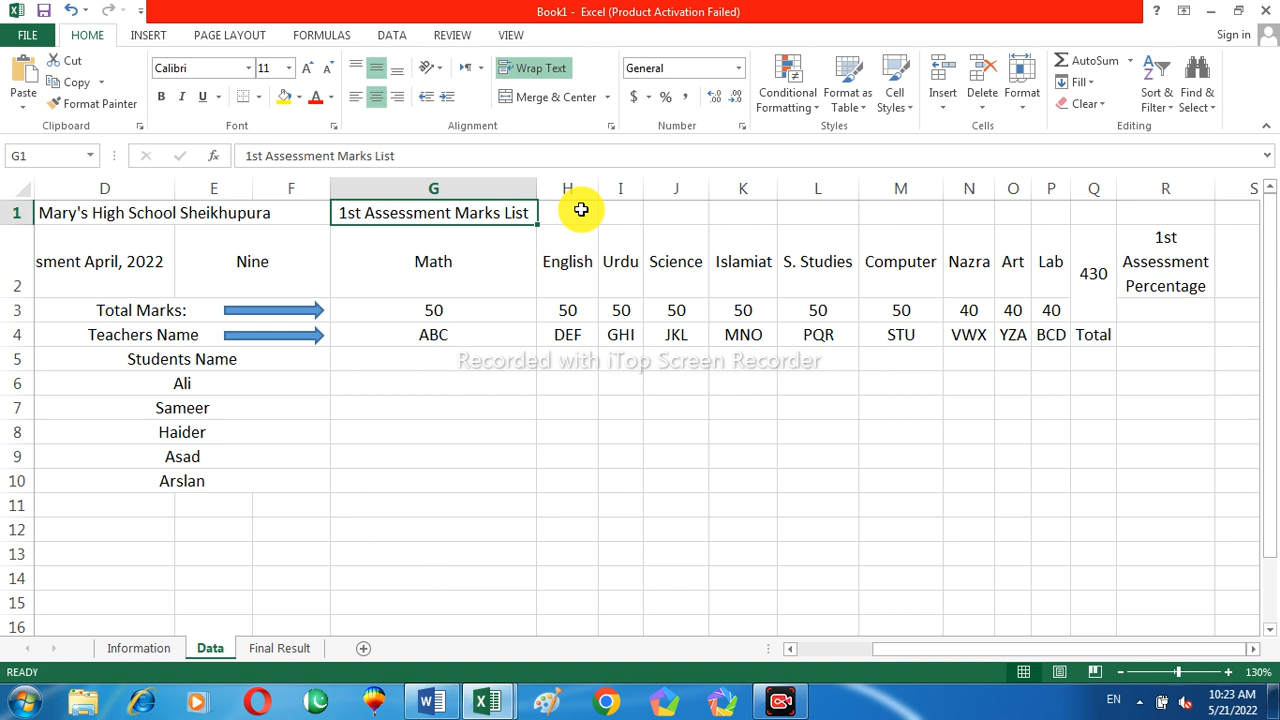 Book1 - Excel (Product Activation Failed)
?
FILE HOME INSERT PAGE LAYOUT FORMULAS DATA REVIEW VIEW Sign in
Paste Cut Copy Format Painter Clipboard
Calibri 11 B I U A Font
Wrap Text Merge & Center Alignment
General $ % , Number
Conditional Formatting Format as Table Cell Styles Styles
Insert Delete Format Cells
AutoSum Fill Clear Sort & Filter Find & Select Editing
G1 fx 1st Assessment Marks List
D E F G H I J K L M N O P Q R S
1 Mary's High School Sheikhupura 1st Assessment Marks List
2 sment April, 2022 Nine Math English Urdu Science Islamiat S. Studies Computer Nazra Art Lab 430 1st Assessment Percentage
3 Total Marks: 50 50 50 50 50 50 50 40 40 40
4 Teachers Name ABC DEF GHI JKL MNO PQR STU VWX YZA BCD Total
5 Students Name
Recorded with iTop Screen Recorder
6 Ali
7 Sameer
8 Haider
9 Asad
10 Arslan
11
12
13
14
15
16
Information Data Final Result
READY 130%
EN 10:23 AM
5/21/2022